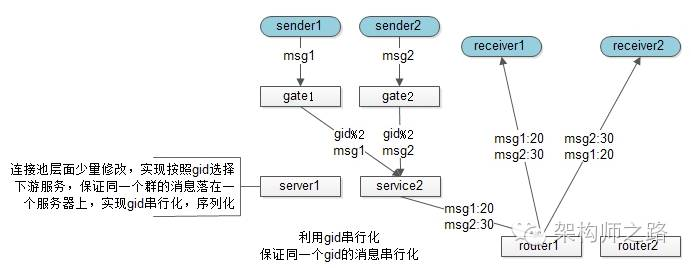 sender1
sender2
receiver1
receiver2
msg1
msg2
gate1
gate2
msg1:20
msg2:30
msg2:30
msg1:20
gid%2
msg1
gid%2
msg2
连接池层面少量修改，实现按照gid选择
下游服务，保证同一个群的消息落在一
个服务器上，实现gid串行化，序列化
server1
service2
msg1:20
msg2:30
利用gid串行化
保证同一个gid的消息串行化
架构师之路
router1
router2